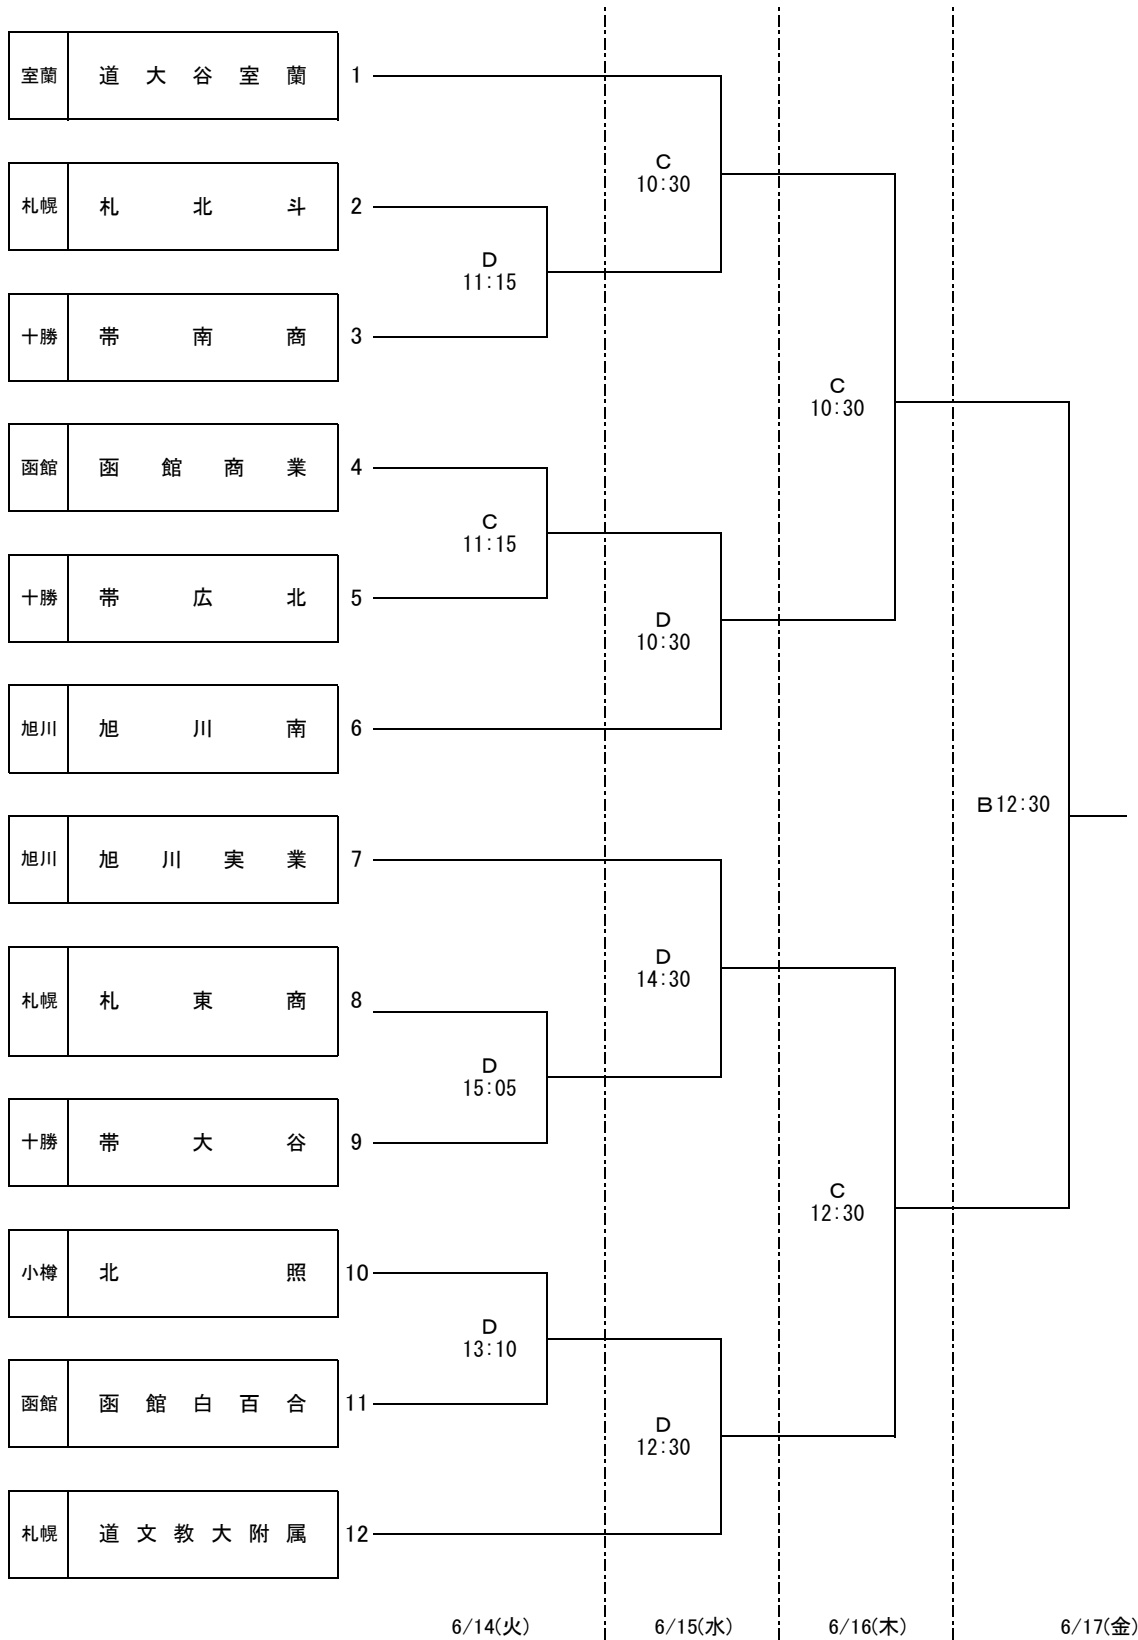 室蘭 道大谷室蘭 1
C
10:30
札幌 札北斗 2
D
11:15
十勝 帯南商 3
C
10:30
函館 函館商業 4
C
11:15
十勝 帯広北 5
D
10:30
旭川 旭川南 6
B12:30
旭川 旭川実業 7
D
14:30
札幌 札東商 8
D
15:05
十勝 帯大谷 9
C
12:30
小樽 北照 10
D
13:10
函館 函館白百合 11
D
12:30
札幌 道文教大附属 12
6/14(火) 6/15(水) 6/16(木) 6/17(金)